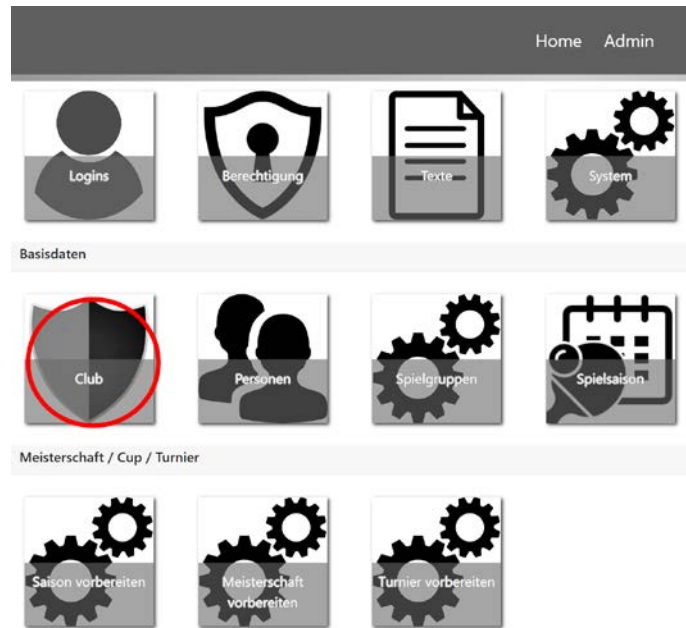 Home Admin
Logins Berechtigung Texte System
Basisdaten
Club Personen Spielgruppen Spielsaison
Meisterschaft / Cup / Turnier
Saison vorbereiten Meisterschaft vorbereiten Turnier vorbereiten